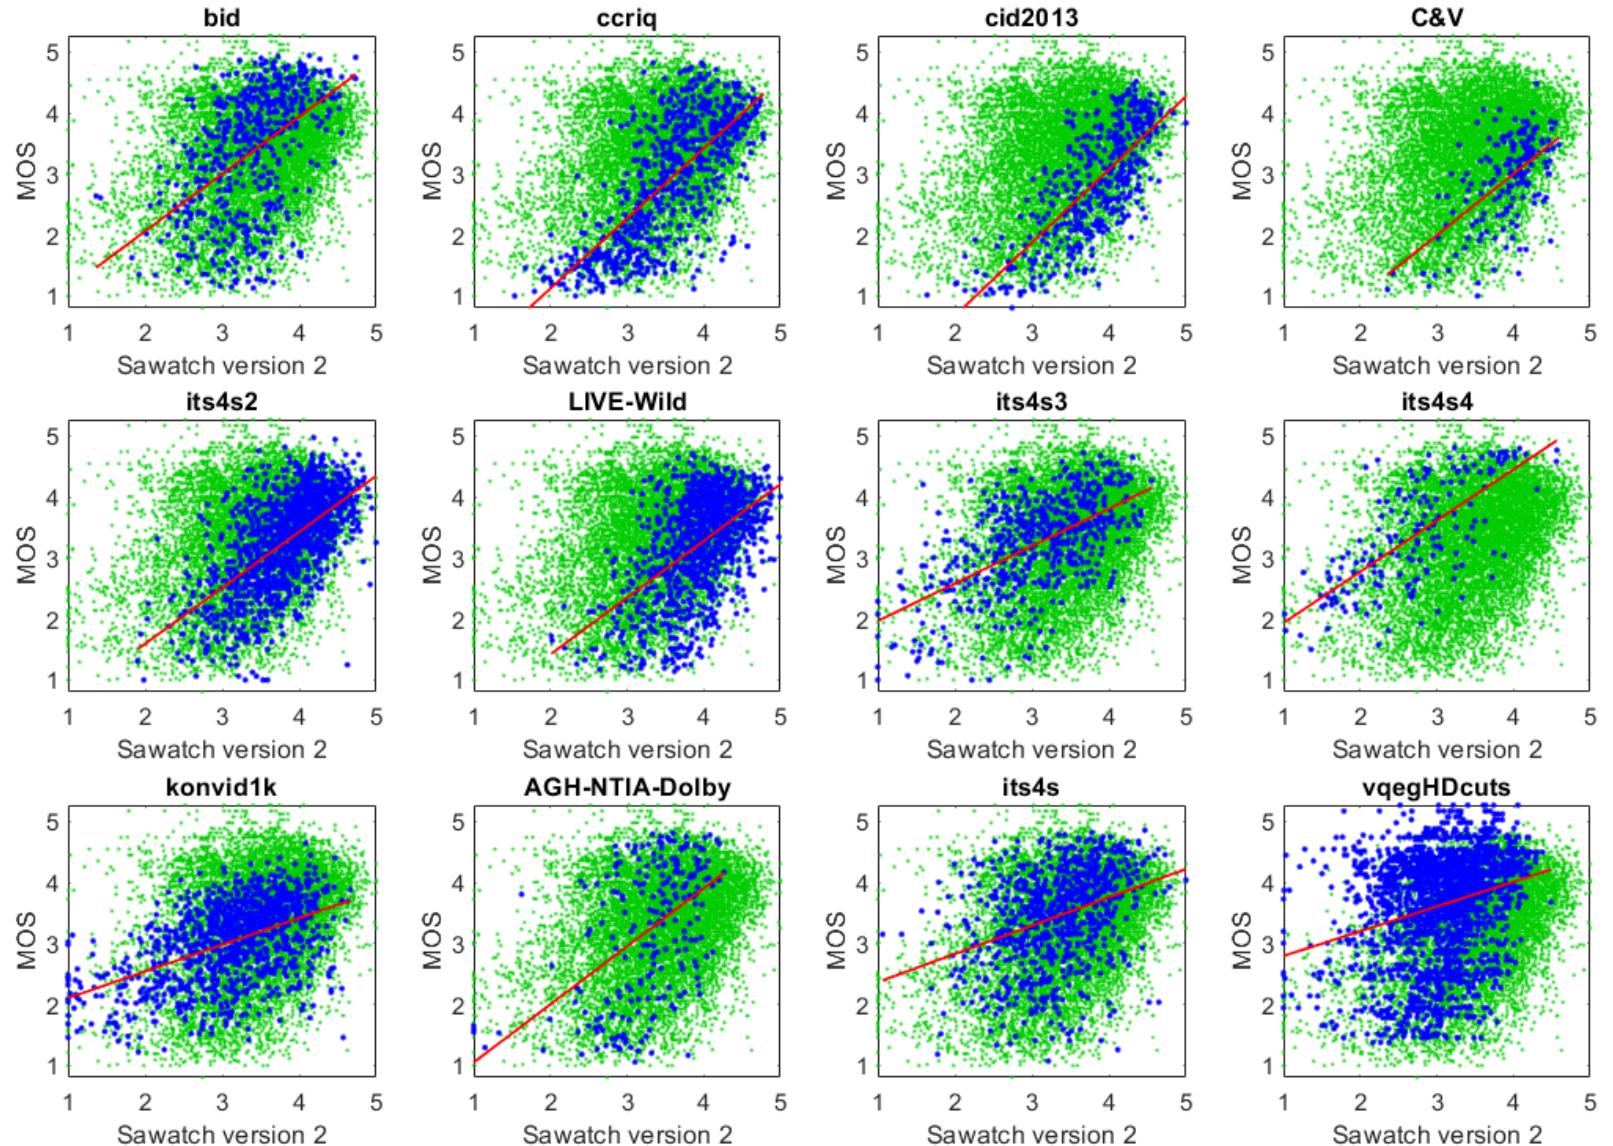 bid ccriq cid2013 C&V
5 5 5 5
4 4 4 4
3 3 3 3
2 2 2 2
1 1 1 1
MOS MOS MOS MOS
1 2 3 4 5 1 2 3 4 5 1 2 3 4 5 1 2 3 4 5
Sawatch version 2 Sawatch version 2 Sawatch version 2 Sawatch version 2
its4s2 LIVE-Wild its4s3 its4s4
5 5 5 5
4 4 4 4
3 3 3 3
2 2 2 2
1 1 1 1
MOS MOS MOS MOS
1 2 3 4 5 1 2 3 4 5 1 2 3 4 5 1 2 3 4 5
Sawatch version 2 Sawatch version 2 Sawatch version 2 Sawatch version 2
konvid1k AGH-NTIA-Dolby its4s vqegHDcuts
5 5 5 5
4 4 4 4
3 3 3 3
2 2 2 2
1 1 1 1
MOS MOS MOS MOS
1 2 3 4 5 1 2 3 4 5 1 2 3 4 5 1 2 3 4 5
Sawatch version 2 Sawatch version 2 Sawatch version 2 Sawatch version 2